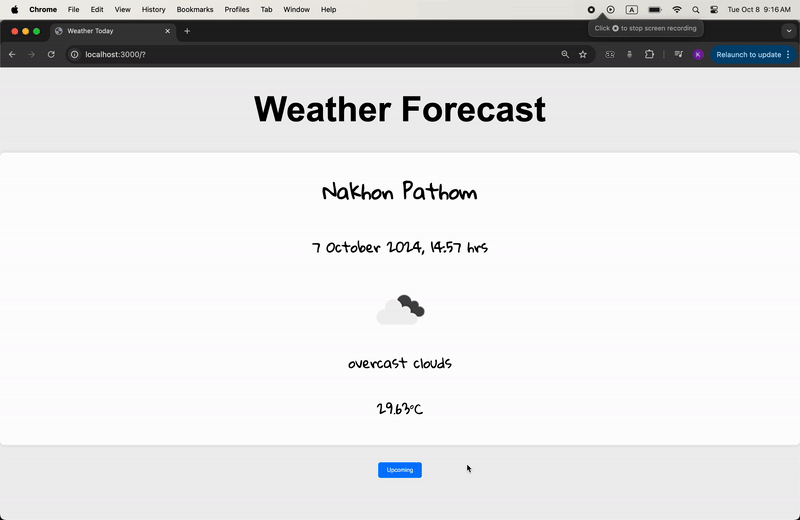 Chrome File Edit View History Bookmarks Profiles Tab Window Help A Tue Oct 8 9:16 AM
Click to stop screen recording
Weather Today
localhost:3000/?
K Relaunch to update
Weather Forecast
Nakhon Pathom
7 October 2024, 14:57 hrs
overcast clouds
29.63°C
Upcoming